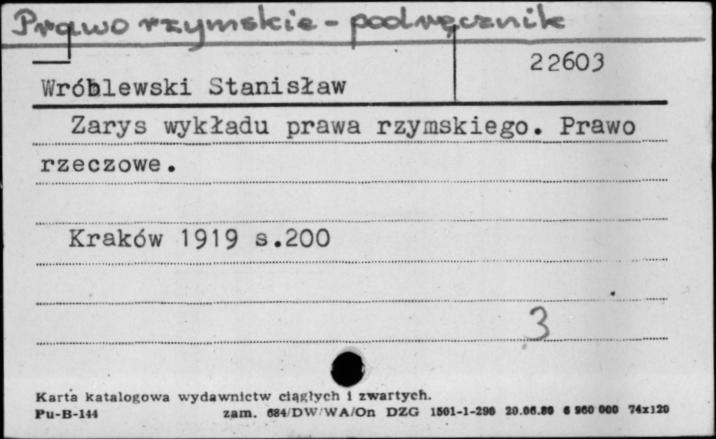 Prawo rzymskie - podręcznik
22603
Wróblewski Stanisław
Zarys wykładu prawa rzymskiego. Prawo
rzeczowe.
Kraków 1919 s.200
3
Karta katalogowa wydawnictw ciągłych i zwartych.
Pu-B-144 zam. 684/DW/WA/On DZG 1501-1-290 20.06.80 6 960 000 74x120